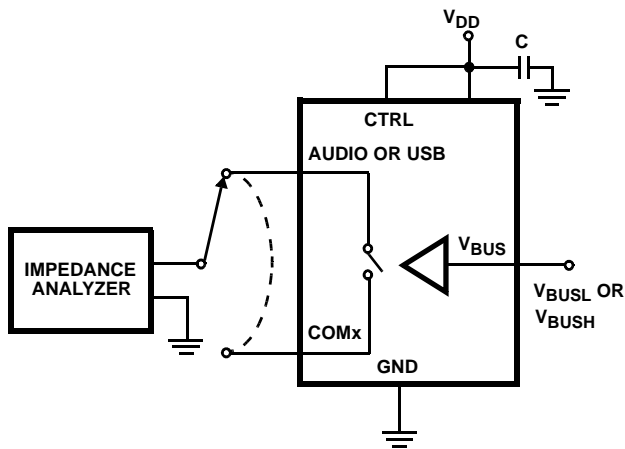 VDD
C
CTRL
AUDIO OR USB
IMPEDANCE
ANALYZER
VBUS
VBUSL OR
VBUSH
COMx
GND